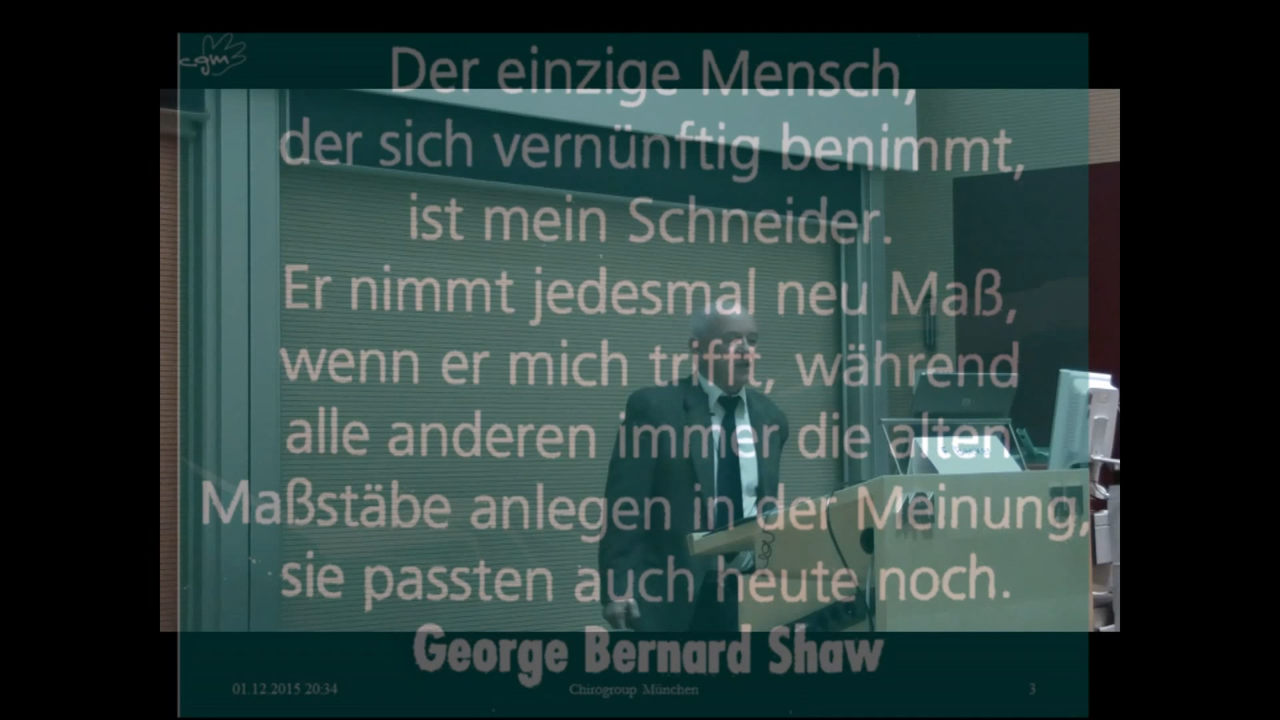 cgm
Der einzige Mensch,
der sich vernünftig benimmt,
ist mein Schneider.
Er nimmt jedesmal neu Maß,
wenn er mich trifft, während
alle anderen immer die alten
Maßstäbe anlegen in der Meinung,
sie passten auch heute noch.
George Bernard Shaw
01.12.2015 20:34 Chirogroup München 3